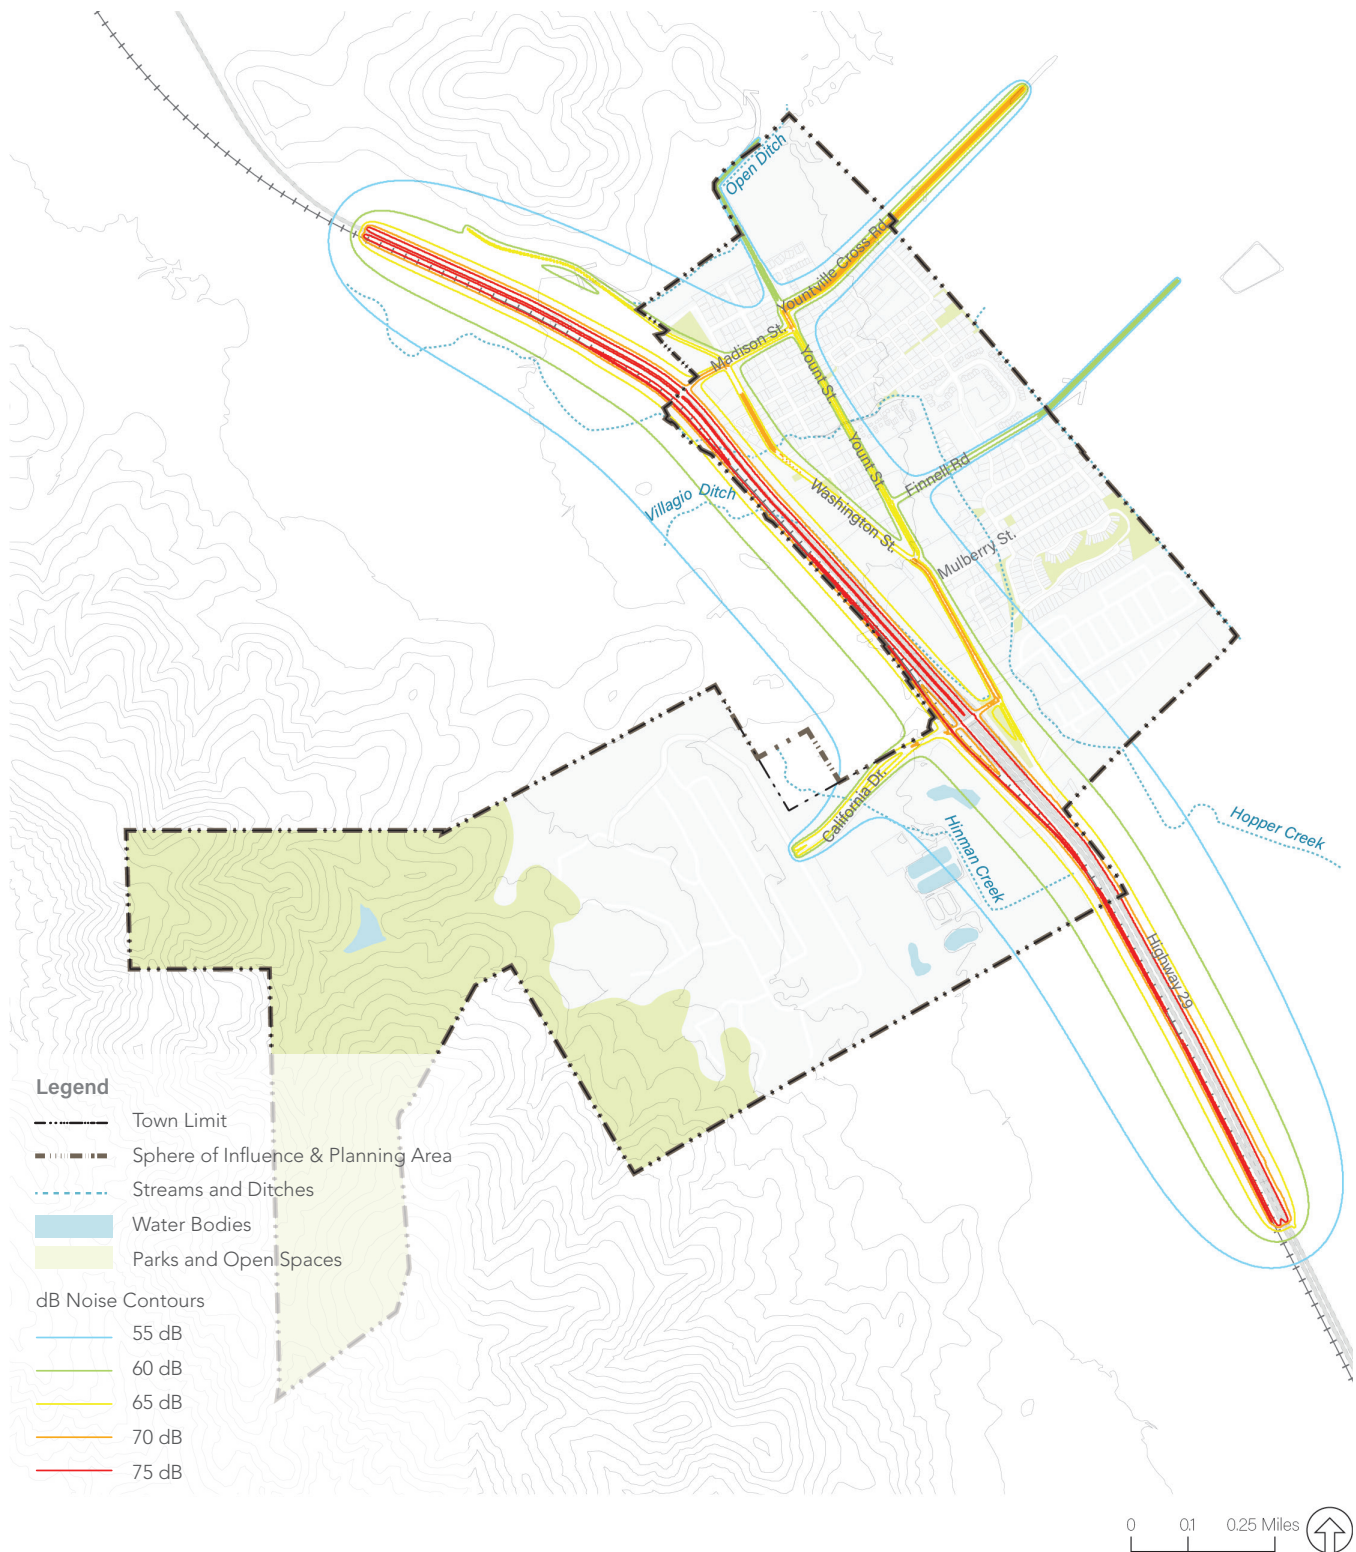 Open Ditch
Yountville Cross Rd
Madison St.
Yount St.
Yount St.
Finnell Rd
Villagio Ditch
Washington St.
Mulberry St.
California Dr.
Hinman Creek
Hopper Creek
Highway 29
Legend
Town Limit
Sphere of Influence & Planning Area
Streams and Ditches
Water Bodies
Parks and Open Spaces
dB Noise Contours
55 dB
60 dB
65 dB
70 dB
75 dB
0 0.1 0.25 Miles